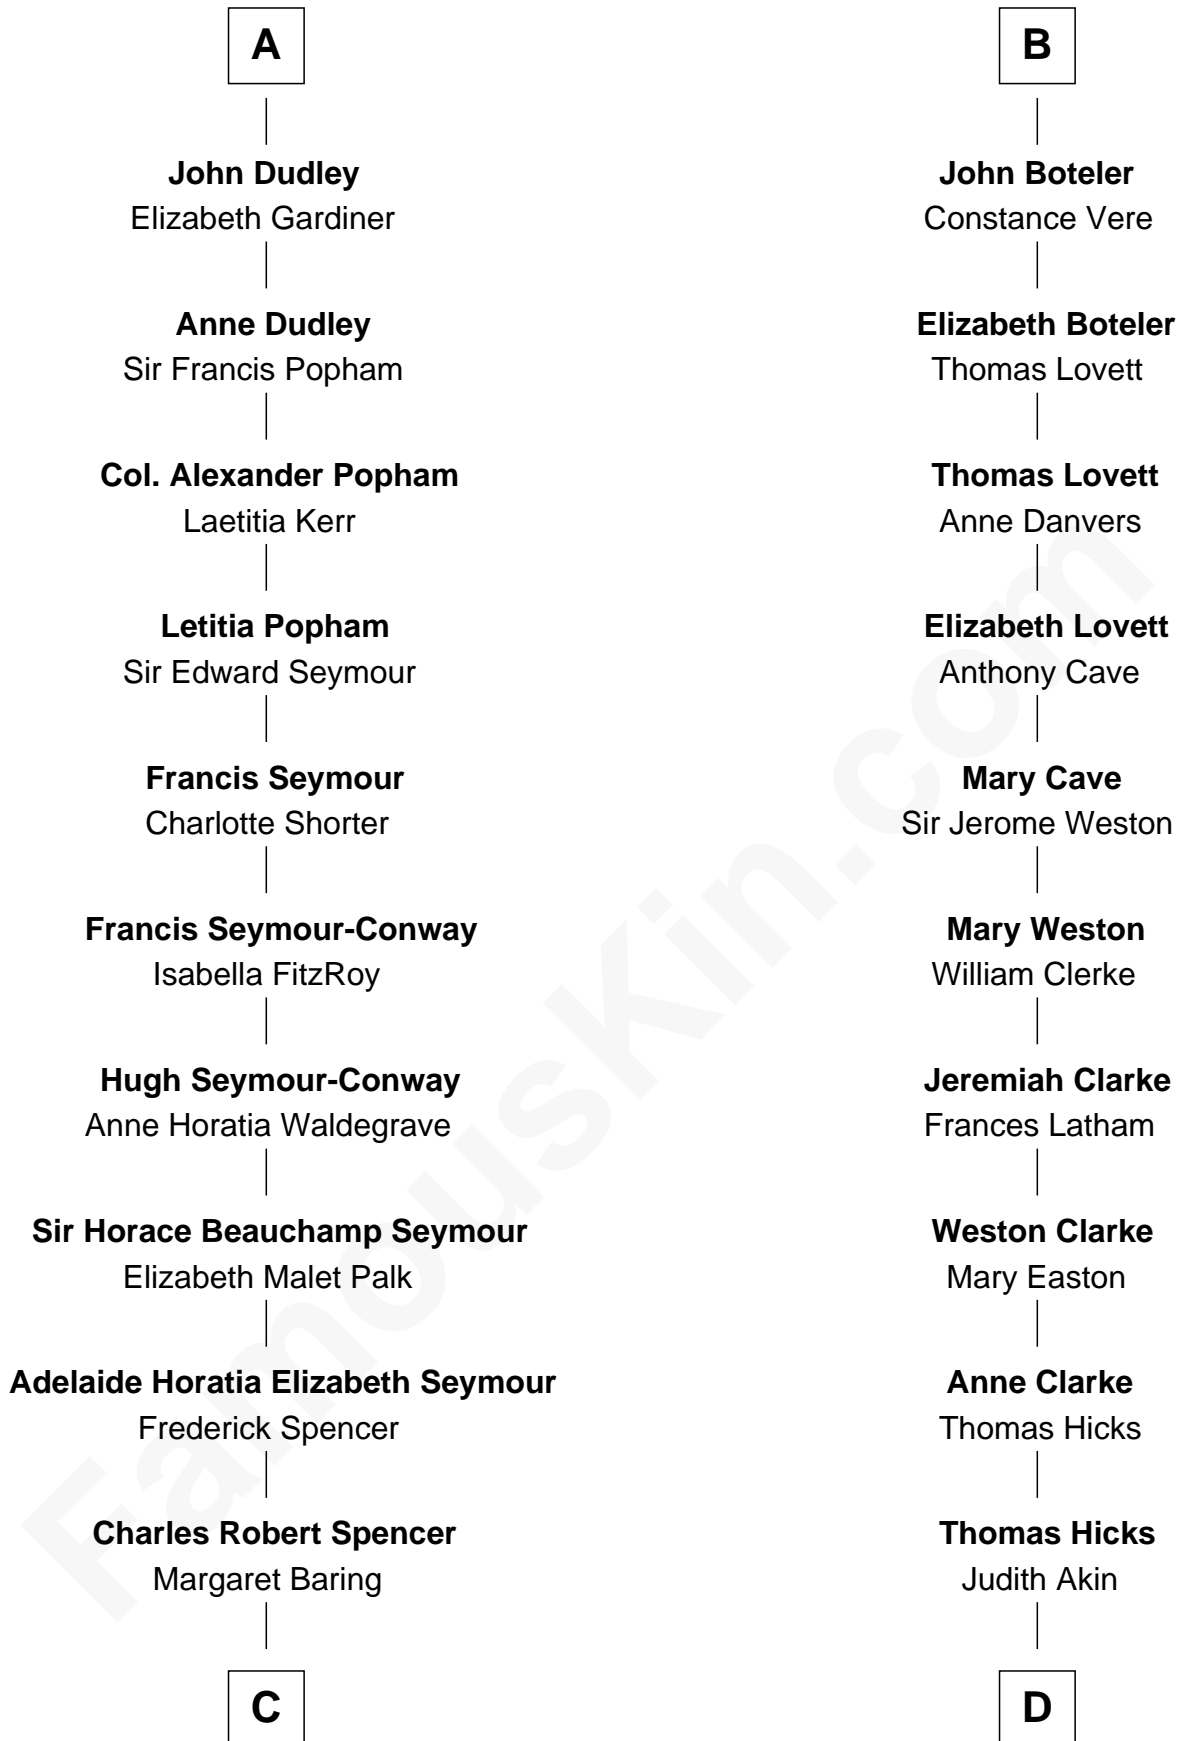 A
John Dudley
Elizabeth Gardiner
Anne Dudley
Sir Francis Popham
Col. Alexander Popham
Laetitia Kerr
Letitia Popham
Sir Edward Seymour
Francis Seymour
Charlotte Shorter
Francis Seymour-Conway
Isabella FitzRoy
Hugh Seymour-Conway
Anne Horatia Waldegrave
Sir Horace Beauchamp Seymour
Elizabeth Malet Palk
Adelaide Horatia Elizabeth Seymour
Frederick Spencer
Charles Robert Spencer
Margaret Baring
C
B
John Boteler
Constance Vere
Elizabeth Boteler
Thomas Lovett
Thomas Lovett
Anne Danvers
Elizabeth Lovett
Anthony Cave
Mary Cave
Sir Jerome Weston
Mary Weston
William Clerke
Jeremiah Clarke
Frances Latham
Weston Clarke
Mary Easton
Anne Clarke
Thomas Hicks
Thomas Hicks
Judith Akin
D
FamousKin.com